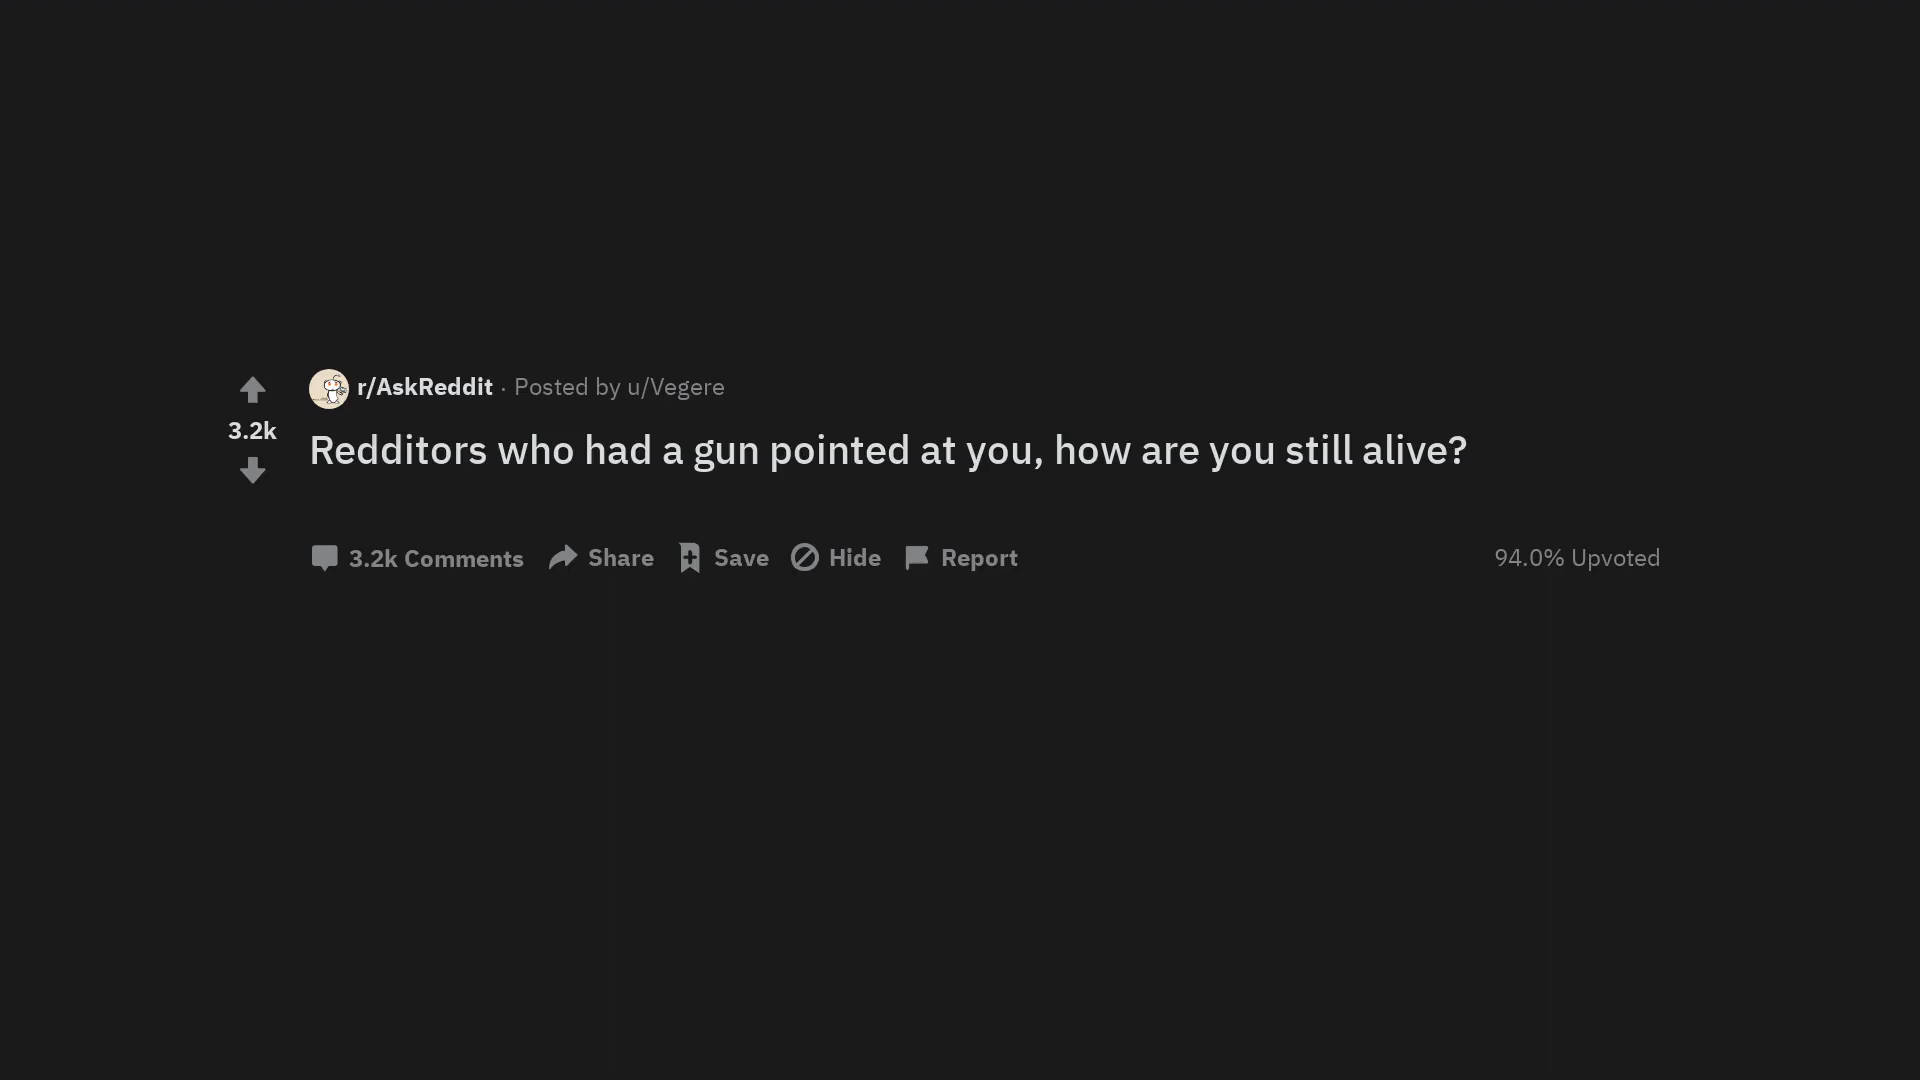 r/AskReddit · Posted by u/Vegere
3.2k
Redditors who had a gun pointed at you, how are you still alive?
3.2k Comments Share Save Hide Report 94.0% Upvoted